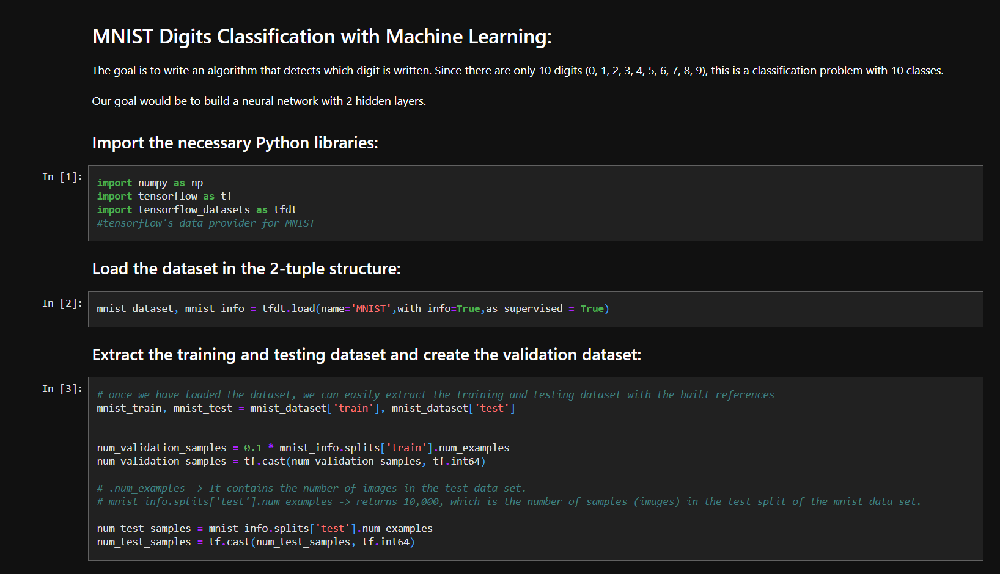 MNIST Digits Classification with Machine Learning:
The goal is to write an algorithm that detects which digit is written. Since there are only 10 digits (0, 1, 2, 3, 4, 5, 6, 7, 8, 9), this is a classification problem with 10 classes.
Our goal would be to build a neural network with 2 hidden layers.
Import the necessary Python libraries:
In [1]:
import numpy as np
import tensorflow as tf
import tensorflow_datasets as tfdt
#tensorflow's data provider for MNIST
Load the dataset in the 2-tuple structure:
In [2]:
mnist_dataset, mnist_info = tfdt.load(name='MNIST',with_info=True,as_supervised = True)
Extract the training and testing dataset and create the validation dataset:
In [3]:
# once we have loaded the dataset, we can easily extract the training and testing dataset with the built references
mnist_train, mnist_test = mnist_dataset['train'], mnist_dataset['test']
num_validation_samples = 0.1 * mnist_info.splits['train'].num_examples
num_validation_samples = tf.cast(num_validation_samples, tf.int64)
# .num_examples -> It contains the number of images in the test data set.
# mnist_info.splits['test'].num_examples -> returns 10,000, which is the number of samples (images) in the test split of the mnist data set.
num_test_samples = mnist_info.splits['test'].num_examples
num_test_samples = tf.cast(num_test_samples, tf.int64)